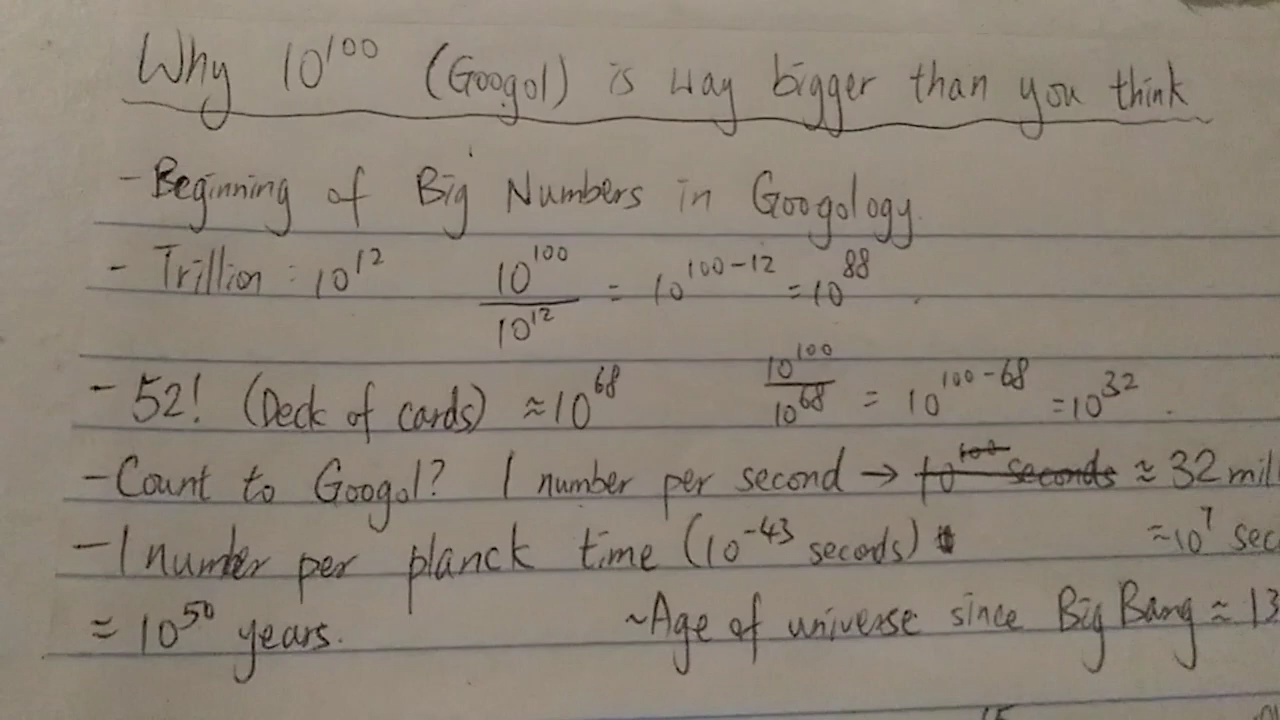 Why 10^100 (Googol) is way bigger than you think
- Beginning of Big Numbers in Googology.
- Trillion : 10^12 10^100/10^12 = 10^100-12 = 10^88.
- 52! (Deck of cards) ≈ 10^68 10^100/10^68 = 10^100-68 = 10^32.
- Count to Googol? 1 number per second → 10^100 seconds ≈ 32 mil
- 1 number per planck time (10^-43 seconds) ≈ 10^7 sec
= 10^50 years. ~Age of universe since Big Bang ≈ 13